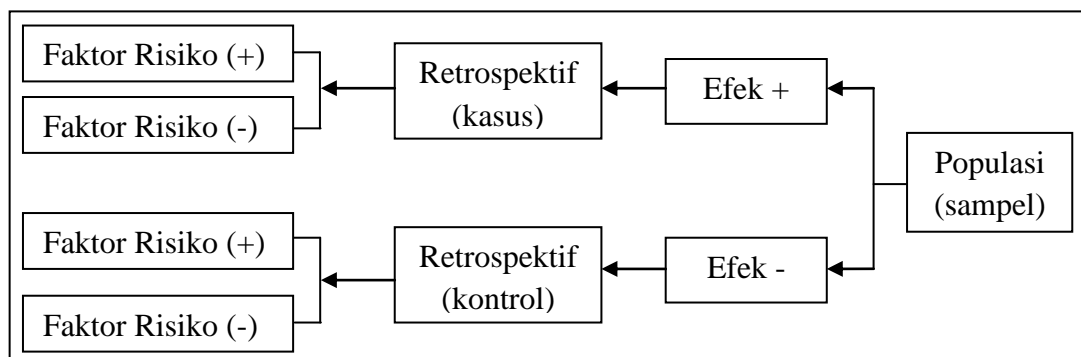 Faktor Risiko (+)
Faktor Risiko (-)
Retrospektif
(kasus)
Efek +
Populasi
(sampel)
Faktor Risiko (+)
Faktor Risiko (-)
Retrospektif
(kontrol)
Efek -